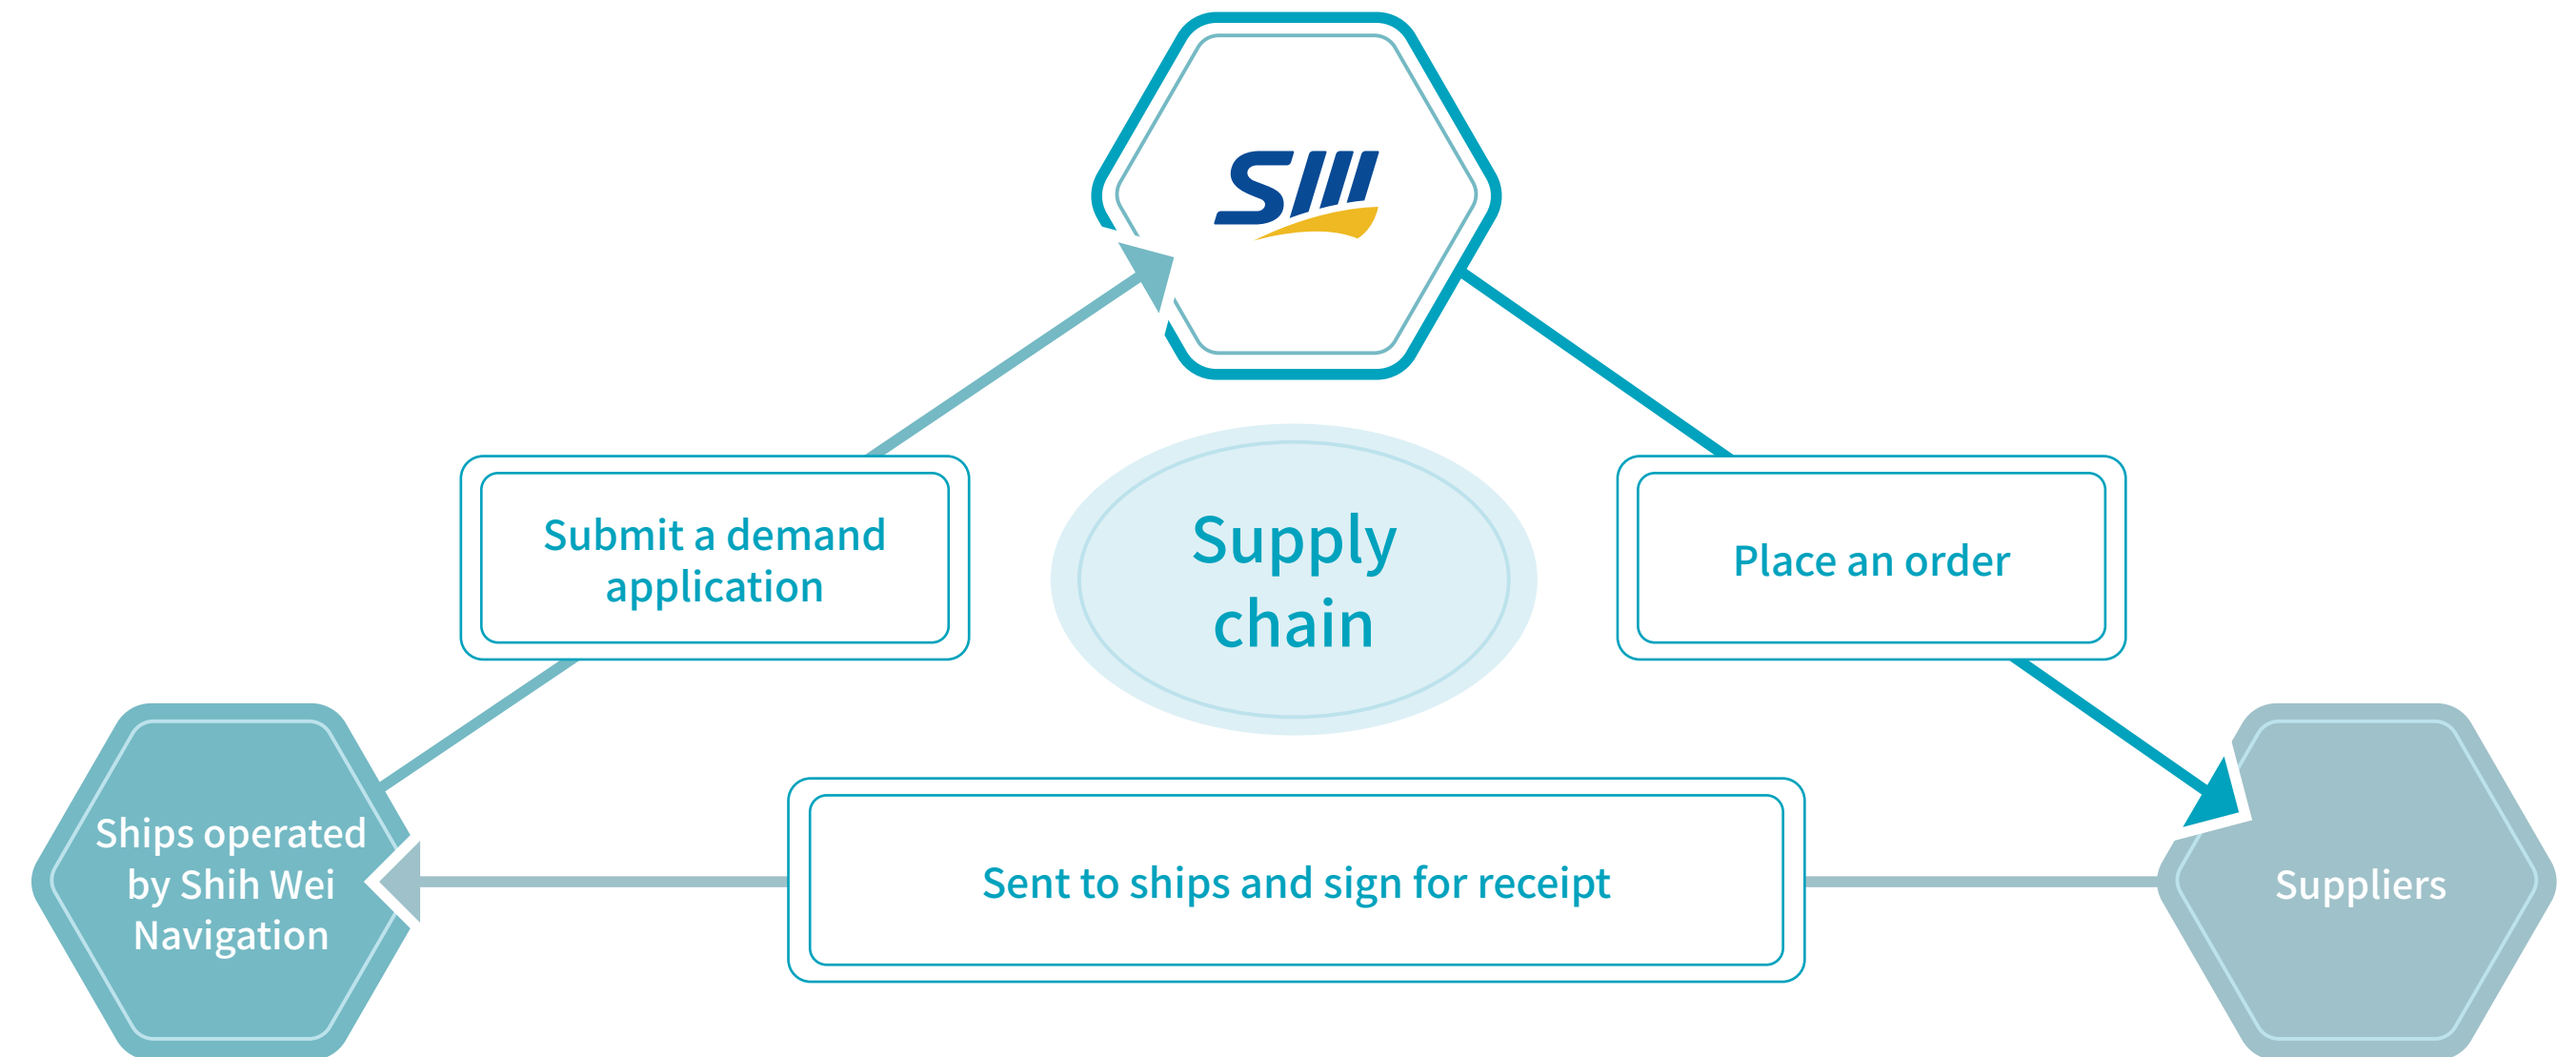 SW
Submit a demand
application
Supply
chain
Place an order
Ships operated
by Shih Wei
Navigation
Sent to ships and sign for receipt
Suppliers